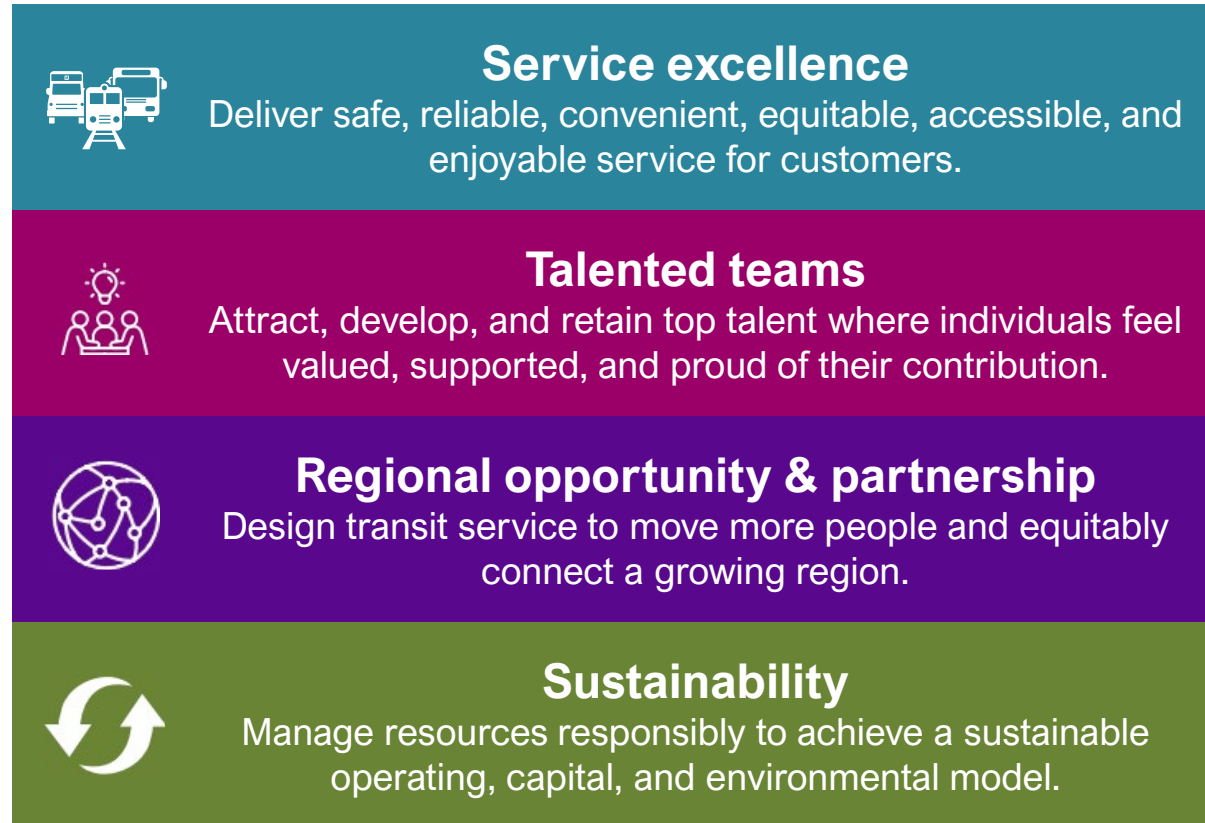 Service excellence
Deliver safe, reliable, convenient, equitable, accessible, and
enjoyable service for customers.
Talented teams
Attract, develop, and retain top talent where individuals feel
valued, supported, and proud of their contribution.
Regional opportunity & partnership
Design transit service to move more people and equitably
connect a growing region.
Sustainability
Manage resources responsibly to achieve a sustainable
operating, capital, and environmental model.